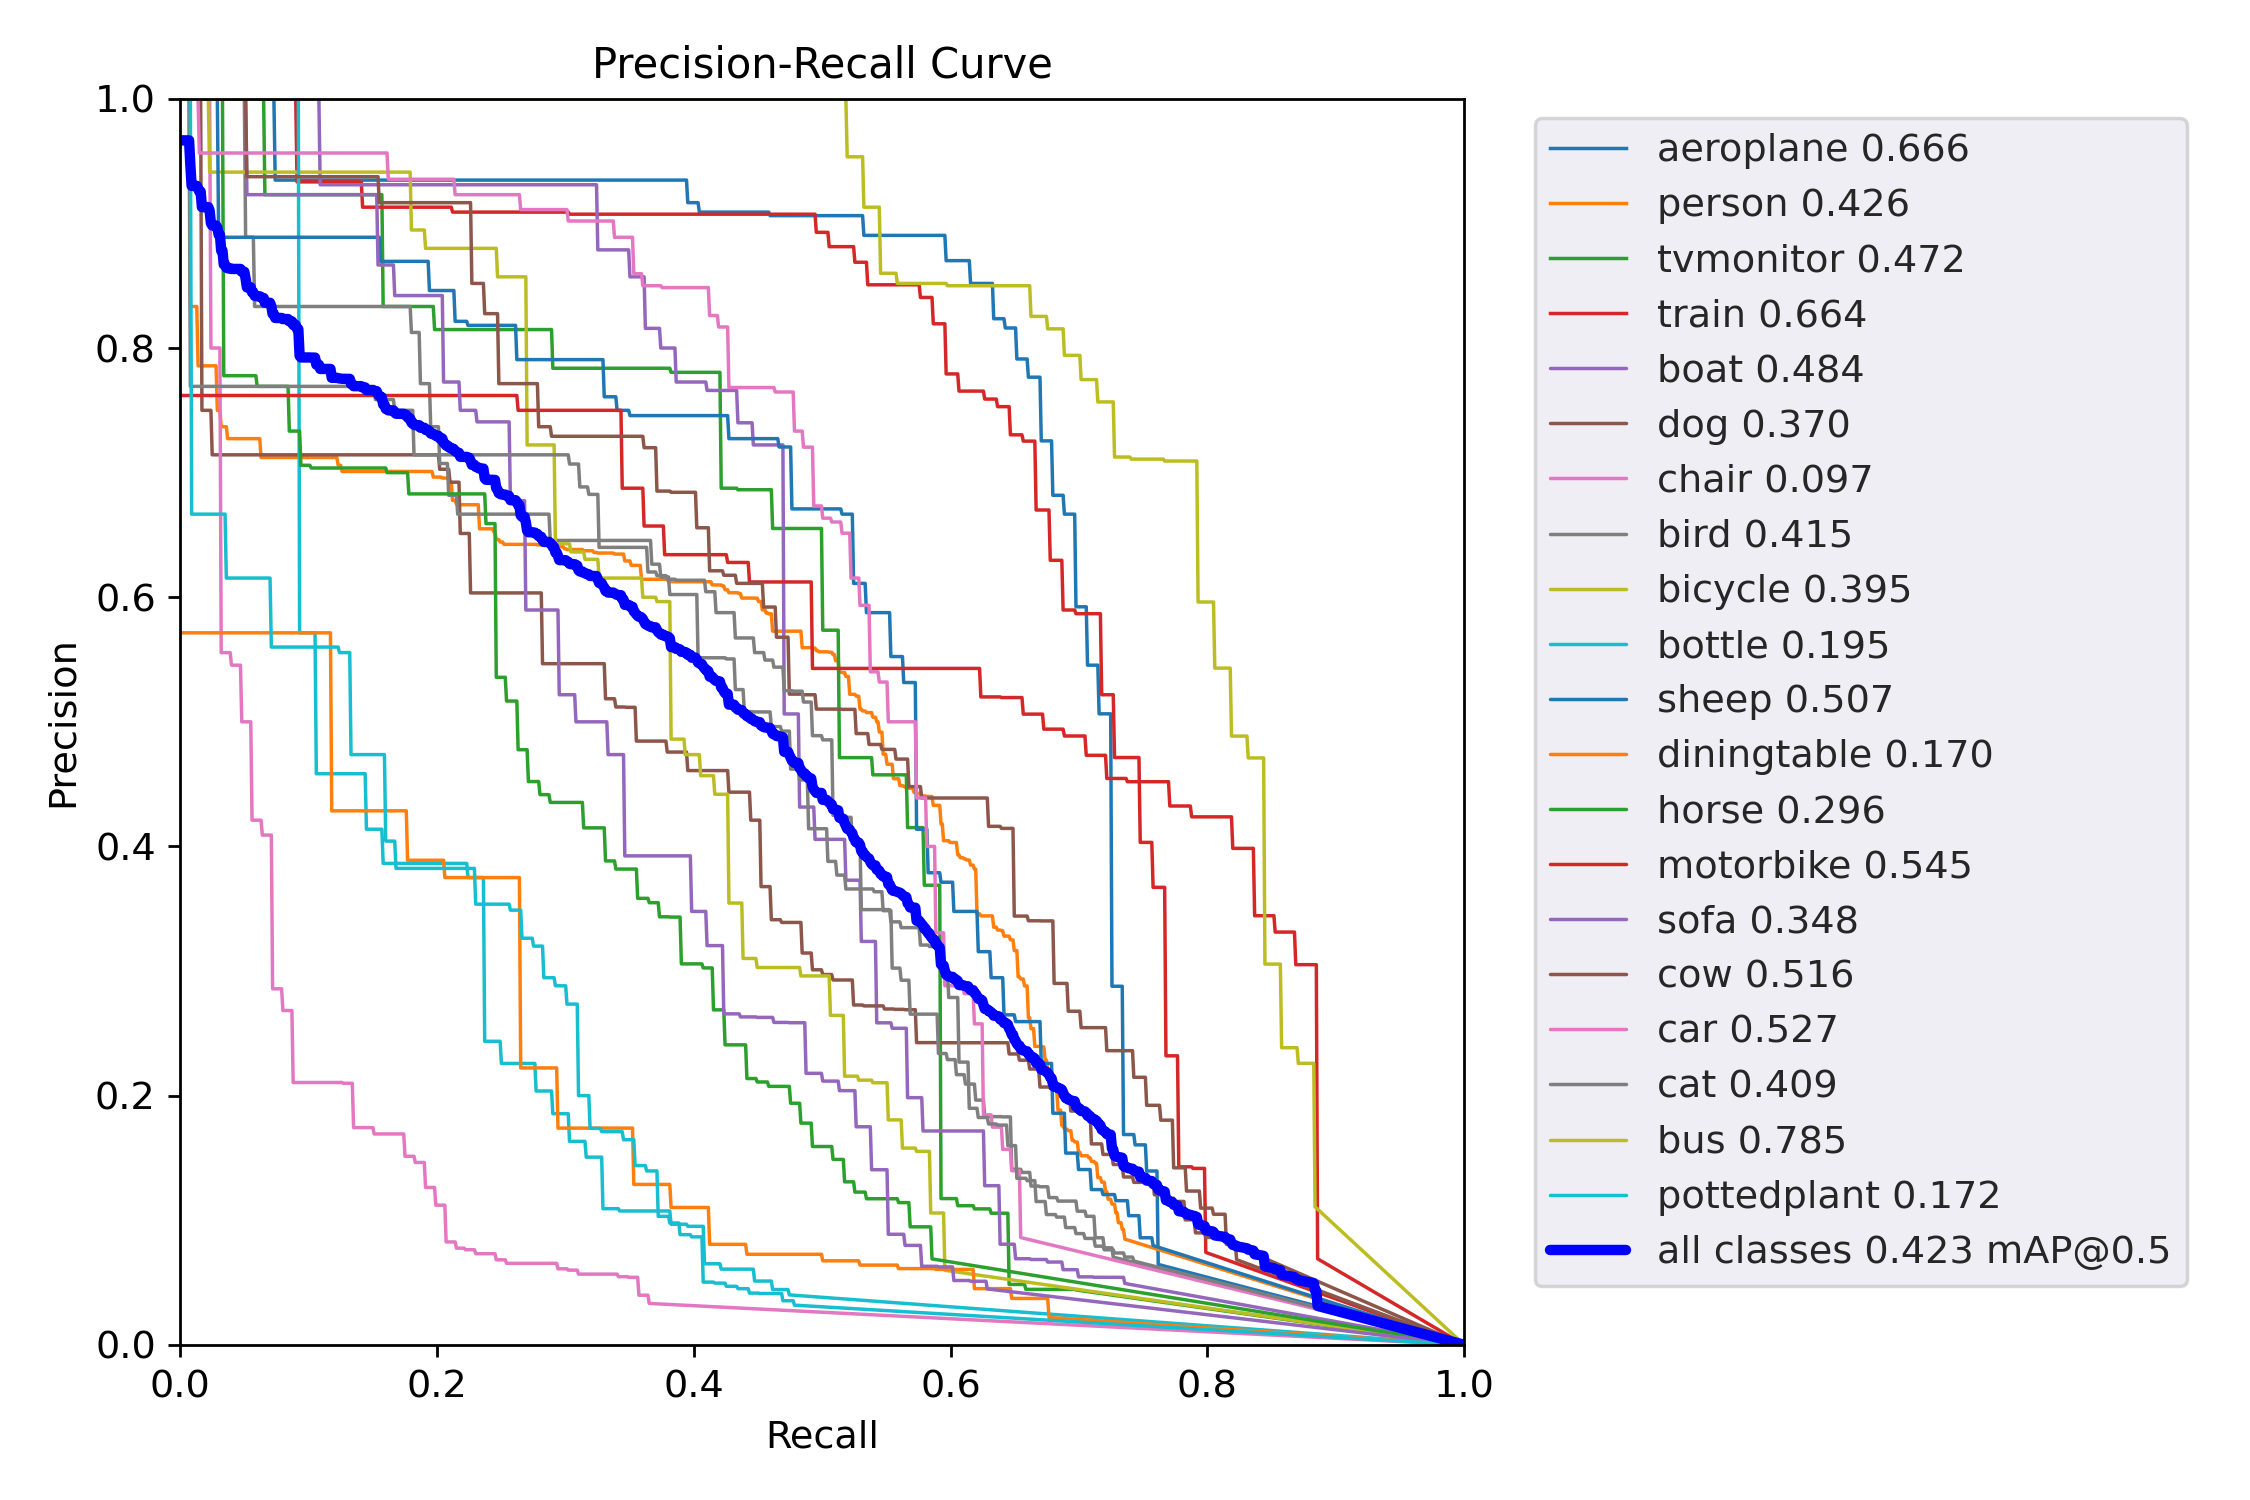 Precision-Recall Curve
1.0
0.8
0.6
0.4
0.2
0.0
Precision
0.0 0.2 0.4 0.6 0.8 1.0
Recall
aeroplane 0.666
person 0.426
tvmonitor 0.472
train 0.664
boat 0.484
dog 0.370
chair 0.097
bird 0.415
bicycle 0.395
bottle 0.195
sheep 0.507
diningtable 0.170
horse 0.296
motorbike 0.545
sofa 0.348
cow 0.516
car 0.527
cat 0.409
bus 0.785
pottedplant 0.172
all classes 0.423 mAP@0.5